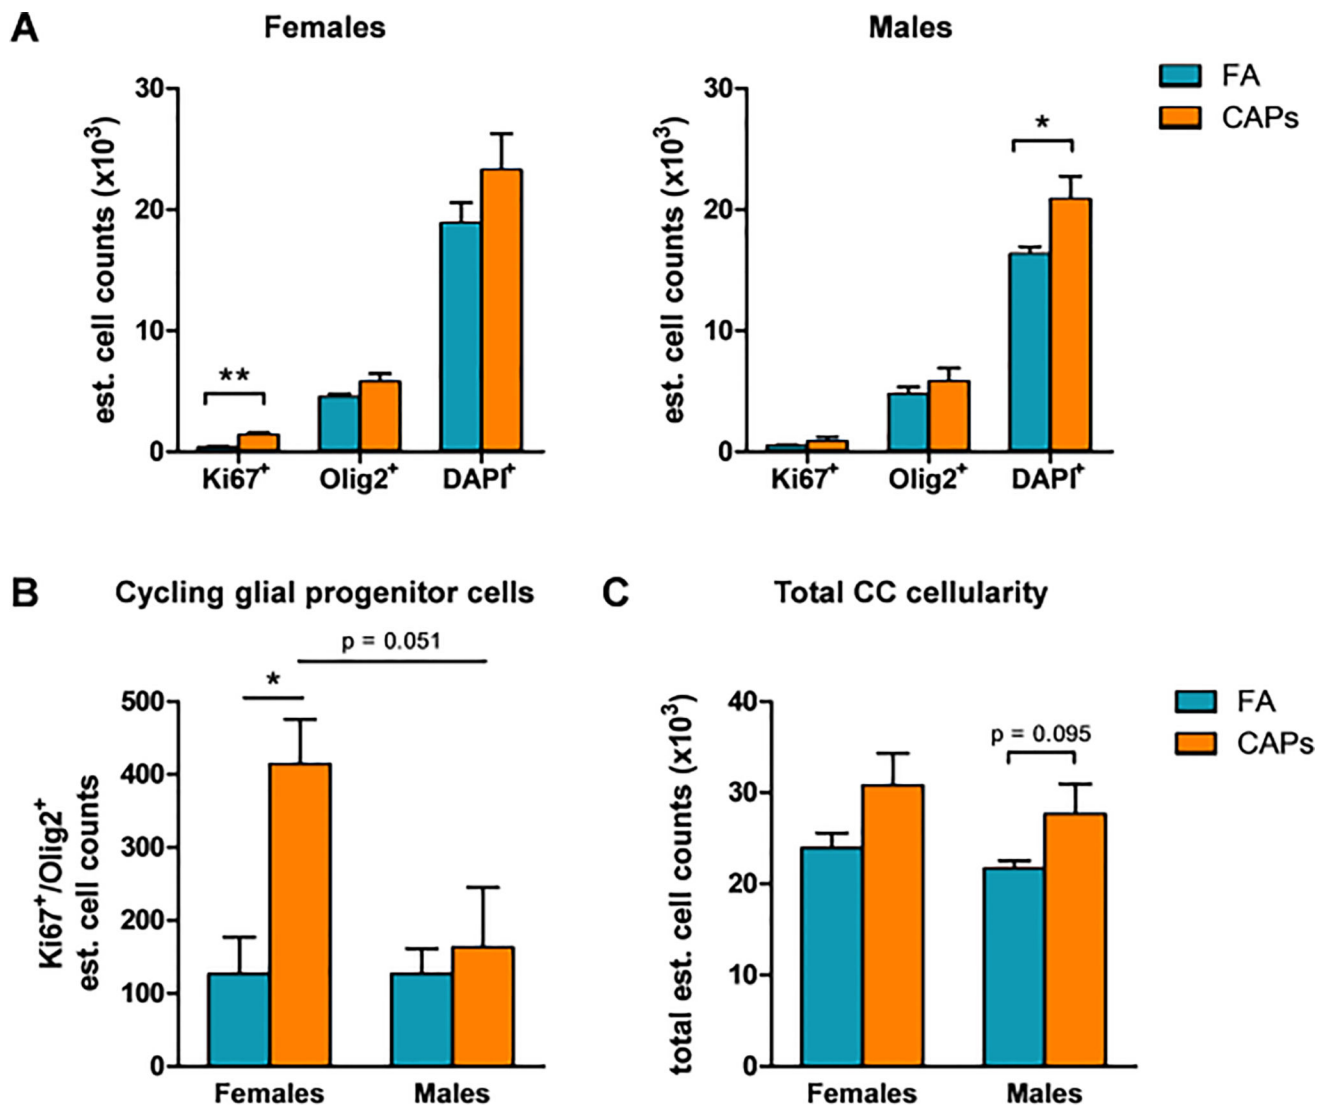 A
Females
Males
FA
CAPs
est. cell counts (x10³)
30
20
10
0
**
Ki67⁺
Olig2⁺
DAPI⁺
est. cell counts (x10³)
30
20
10
0
*
Ki67⁺
Olig2⁺
DAPI⁺
B
Cycling glial progenitor cells
p = 0.051
*
Ki67⁺/Olig2⁺
est. cell counts
500
400
300
200
100
0
Females
Males
C
Total CC cellularity
total est. cell counts (x10³)
40
30
20
10
0
p = 0.095
Females
Males
FA
CAPs